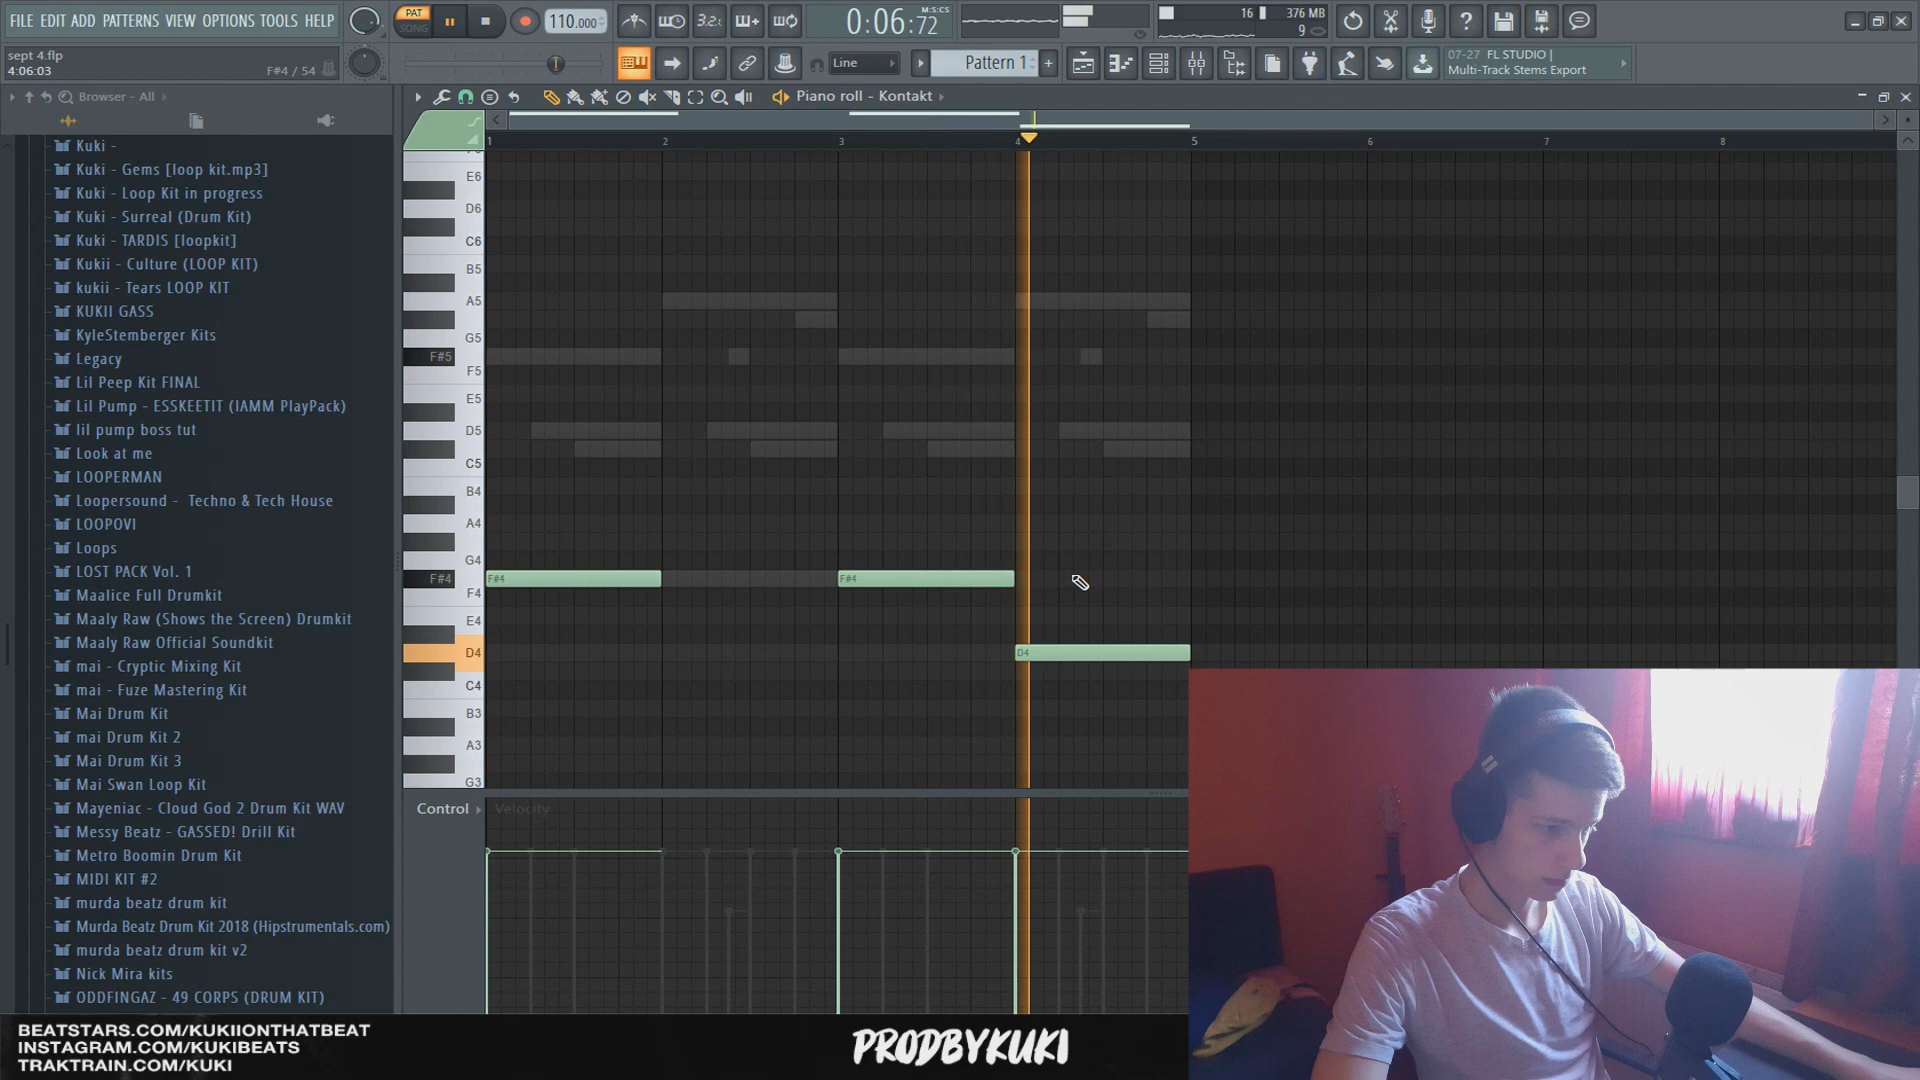 FILE EDIT ADD PATTERNS VIEW OPTIONS TOOLS HELP
PAT
SONG
110.000
3.2:
0:06:72
M:S:CS
16
376 MB
9
sept 4.flp
4:06:03
F#4 / 54
Line
Pattern 1
07-27 FL STUDIO |
Multi-Track Stems Export
Browser - All
Piano roll - Kontakt
Kuki -
Kuki - Gems [loop kit.mp3]
Kuki - Loop Kit in progress
Kuki - Surreal (Drum Kit)
Kuki - TARDIS [loopkit]
Kukii - Culture (LOOP KIT)
kukii - Tears LOOP KIT
KUKII GASS
KyleStemberger Kits
Legacy
Lil Peep Kit FINAL
Lil Pump - ESSKEETIT (IAMM PlayPack)
lil pump boss tut
Look at me
LOOPERMAN
Loopersound - Techno & Tech House
LOOPOVI
Loops
LOST PACK Vol. 1
Maalice Full Drumkit
Maaly Raw (Shows the Screen) Drumkit
Maaly Raw Official Soundkit
mai - Cryptic Mixing Kit
mai - Fuze Mastering Kit
Mai Drum Kit
mai Drum Kit 2
Mai Drum Kit 3
Mai Swan Loop Kit
Mayeniac - Cloud God 2 Drum Kit WAV
Messy Beatz - GASSED! Drill Kit
Metro Boomin Drum Kit
MIDI KIT #2
murda beatz drum kit
Murda Beatz Drum Kit 2018 (Hipstrumentals.com)
murda beatz drum kit v2
Nick Mira kits
ODDFINGAZ - 49 CORPS (DRUM KIT)
1 2 3 4 5 6 7 8
E6
D6
C6
B5
A5
G5
F#5
F5
E5
D5
C5
B4
A4
G4
F#4
F#4
F#4
F4
E4
D4
D4
C4
B3
A3
G3
Control
Velocity
BEATSTARS.COM/KUKIIONTHATBEAT
INSTAGRAM.COM/KUKIBEATS
TRAKTRAIN.COM/KUKI
PRODBYKUKI